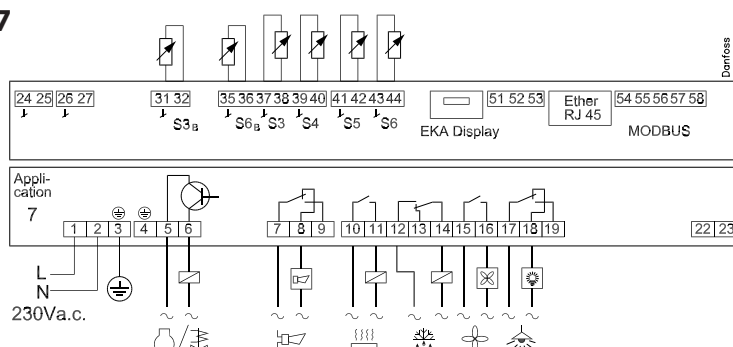 7
Danfoss
24 25 26 27 31 32 35 36 37 38 39 40 41 42 43 44 51 52 53 Ether RJ 45 54 55 56 57 58
S3B S6B S3 S4 S5 S6 EKA Display MODBUS
Appli-
cation
7
1 2 3 4 5 6 7 8 9 10 11 12 13 14 15 16 17 18 19 22 23
L
N
230Va.c.